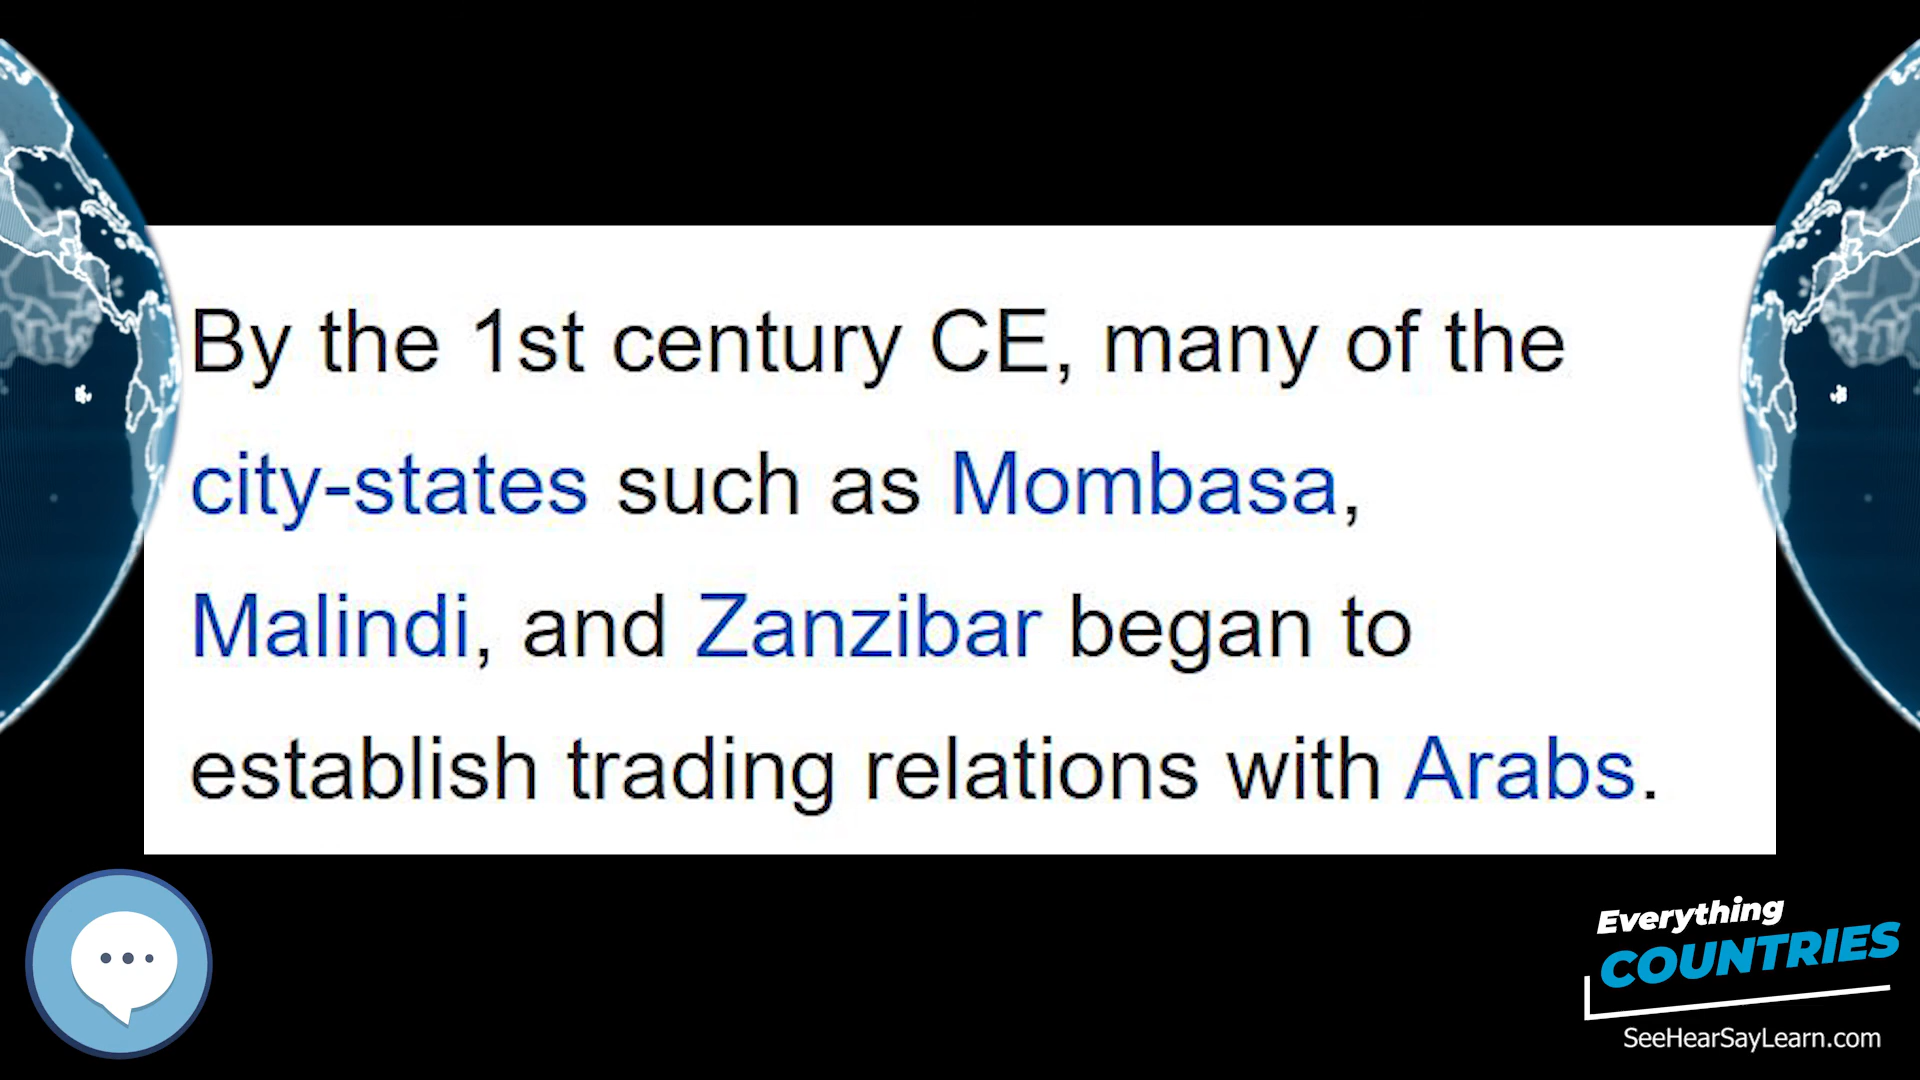 By the 1st century CE, many of the
city-states such as Mombasa,
Malindi, and Zanzibar began to
establish trading relations with Arabs.
Everything
COUNTRIES
SeeHearSayLearn.com